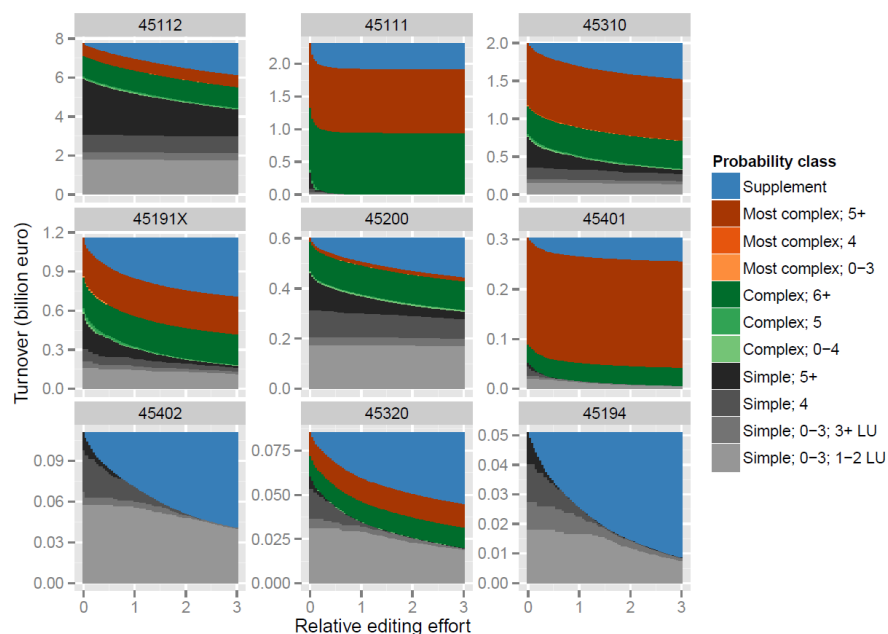 45112 45111 45310
8 2.0 2.0
6 1.5 1.5
4 1.0 1.0
2 0.5 0.5
0 0.0 0.0
45191X 45200 45401
1.2 0.6 0.3
0.9 0.4 0.2
0.6 0.2 0.1
0.3 0.0 0.0
0.0
45402 45320 45194
0.09 0.075 0.05
0.06 0.050 0.04
0.03 0.025 0.03
0.00 0.000 0.02
0.01
0.00
0 1 2 3 0 1 2 3 0 1 2 3
Turnover (billion euro)
Relative editing effort
Probability class
Supplement
Most complex; 5+
Most complex; 4
Most complex; 0−3
Complex; 6+
Complex; 5
Complex; 0−4
Simple; 5+
Simple; 4
Simple; 0−3; 3+ LU
Simple; 0−3; 1−2 LU